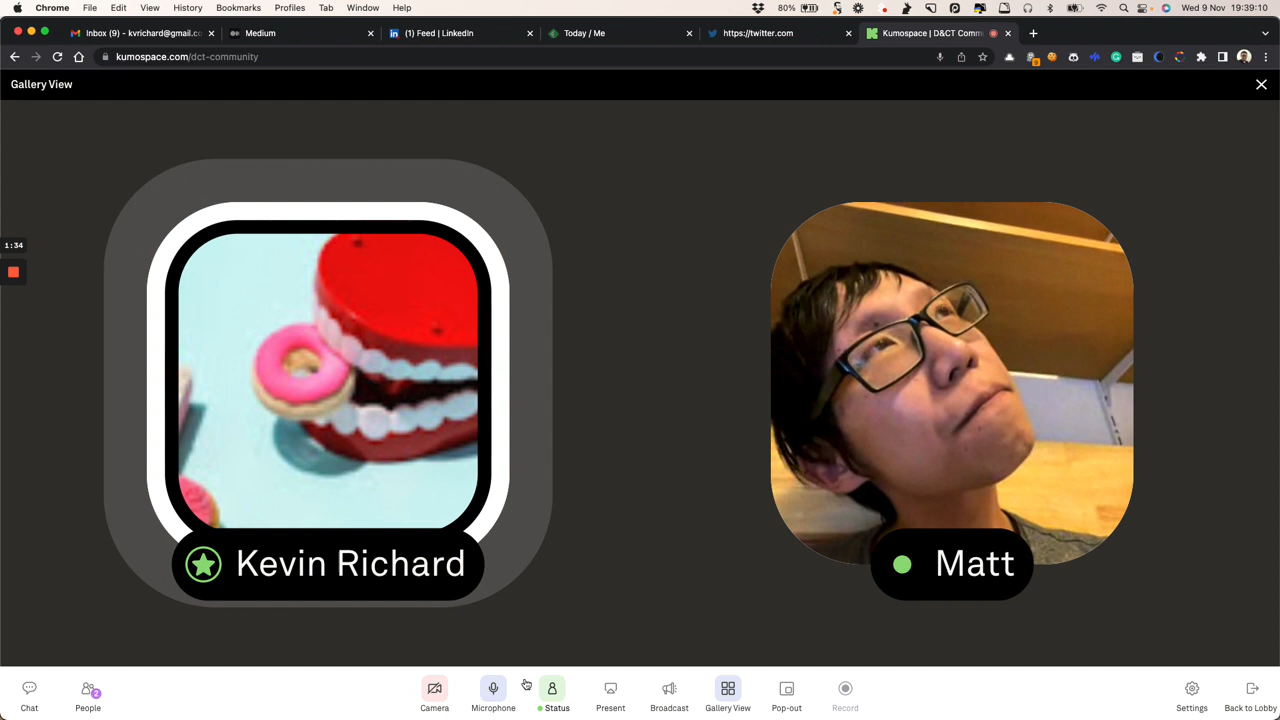 Chrome File Edit View History Bookmarks Profiles Tab Window Help 80% Wed 9 Nov 19:39:10
Inbox (9) - kvrichard@gmail.co Medium (1) Feed | LinkedIn Today / Me https://twitter.com Kumospace | D&CT Comm
kumospace.com/dct-community
Gallery View
1:34
Kevin Richard
Matt
2
Chat People Camera Microphone Status Present Broadcast Gallery View Pop-out Record Settings Back to Lobby